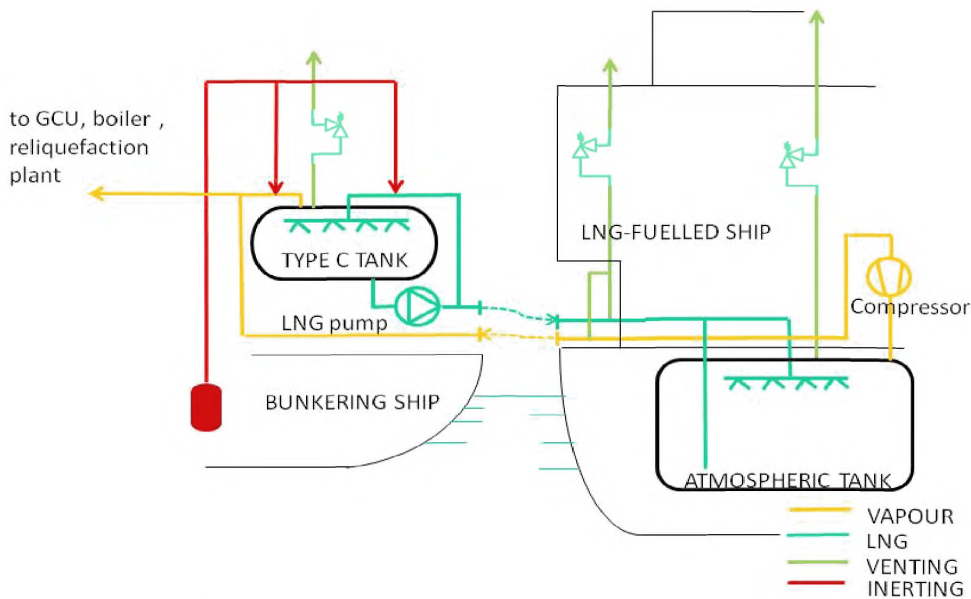 to GCU, boiler ,
reliquefaction
plant
TYPE C TANK
LNG-FUELLED SHIP
LNG pump
Compressor
BUNKERING SHIP
ATMOSPHERIC TANK
VAPOUR
LNG
VENTING
INERTING